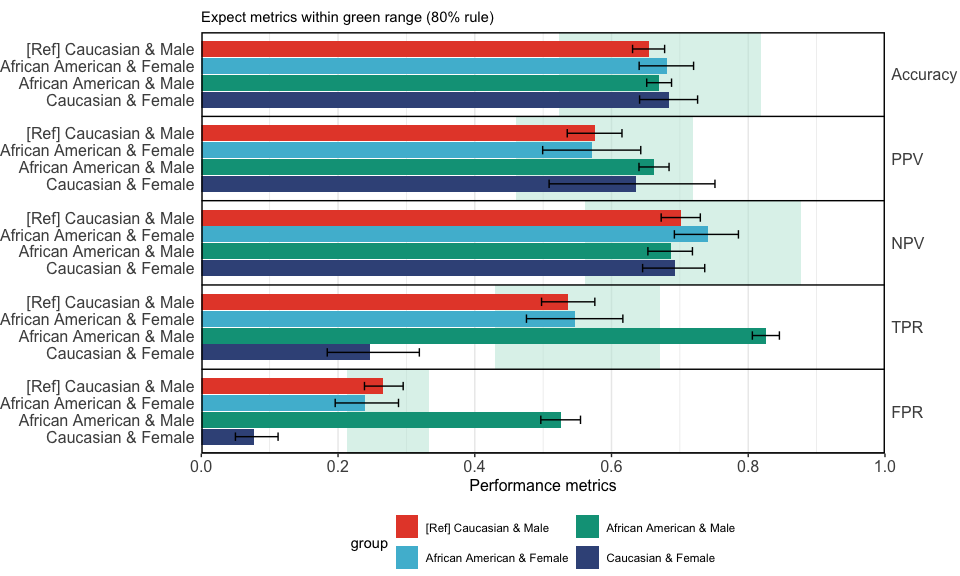 Expect metrics within green range (80% rule)
[Ref] Caucasian & Male
African American & Female
African American & Male
Caucasian & Female
Accuracy
[Ref] Caucasian & Male
African American & Female
African American & Male
Caucasian & Female
PPV
[Ref] Caucasian & Male
African American & Female
African American & Male
Caucasian & Female
NPV
[Ref] Caucasian & Male
African American & Female
African American & Male
Caucasian & Female
TPR
[Ref] Caucasian & Male
African American & Female
African American & Male
Caucasian & Female
FPR
0.0 0.2 0.4 0.6 0.8 1.0
Performance metrics
group
[Ref] Caucasian & Male
African American & Male
African American & Female
Caucasian & Female